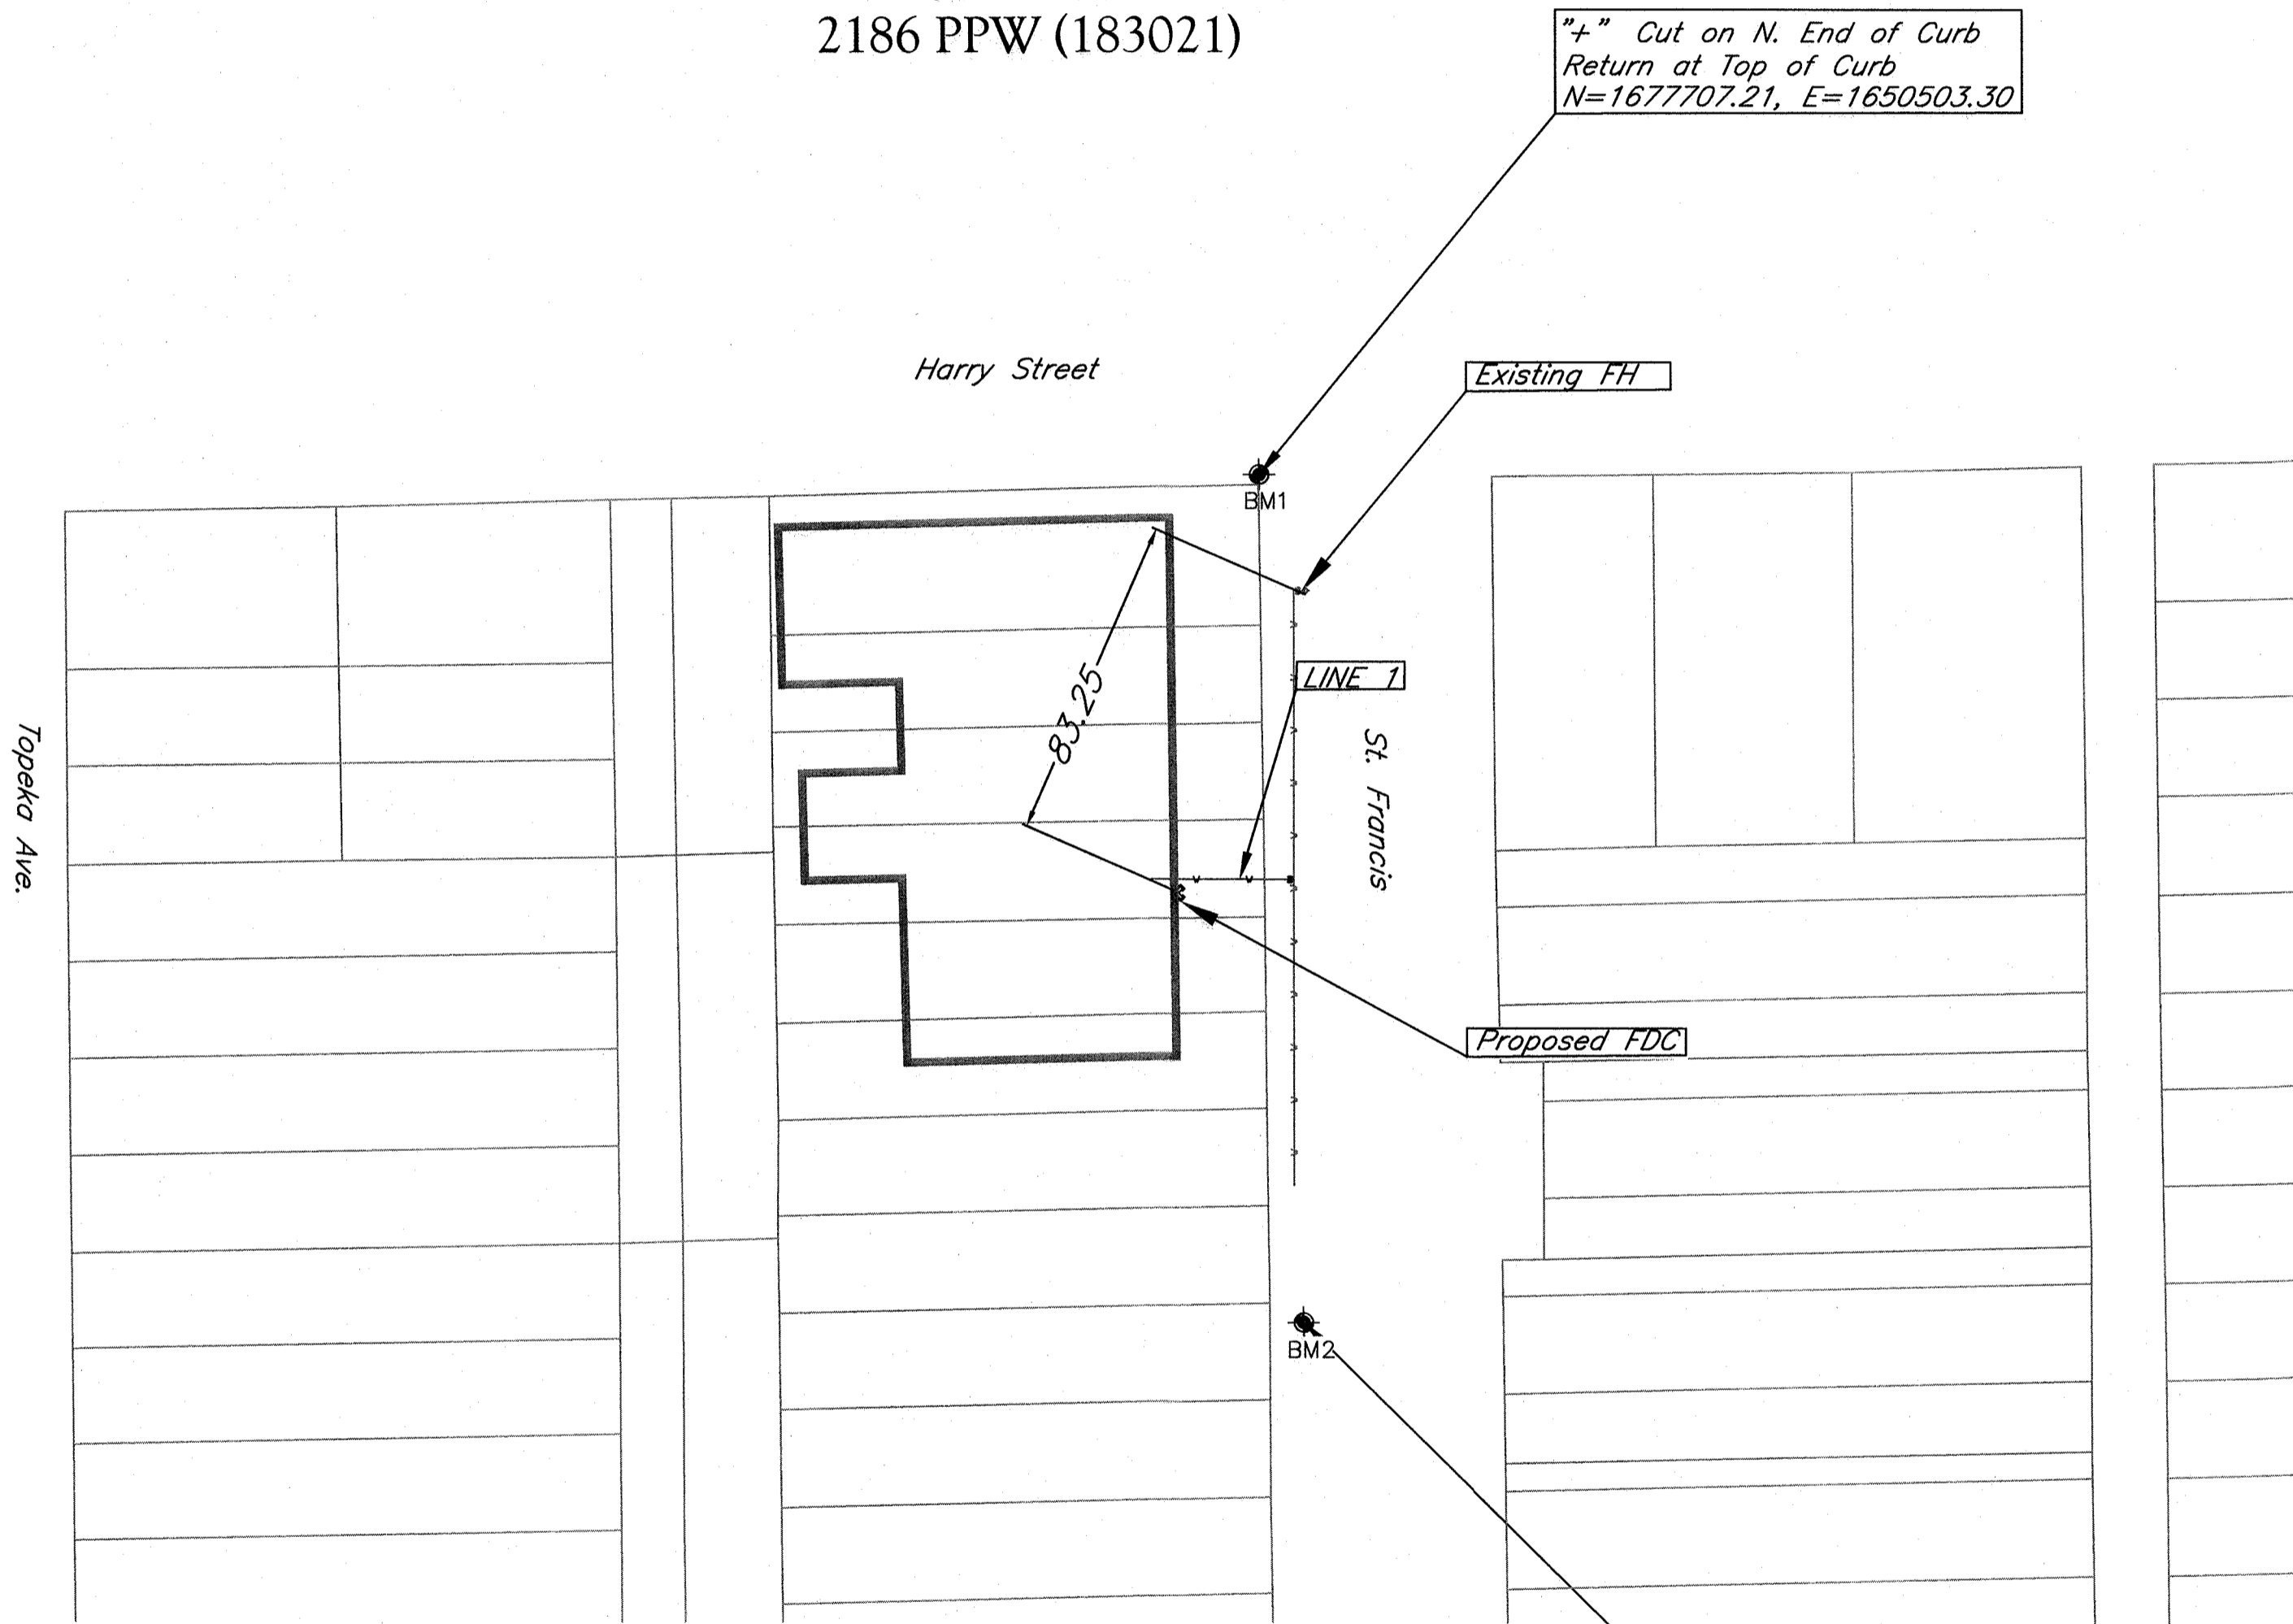 2186 PPW (183021)
"+" Cut on N. End of Curb
Return at Top of Curb
N=1677707.21, E=1650503.30
Harry Street
Existing FH
BM1
LINE 1
83.25
St. Francis
Topeka Ave.
Proposed FDC
BM2